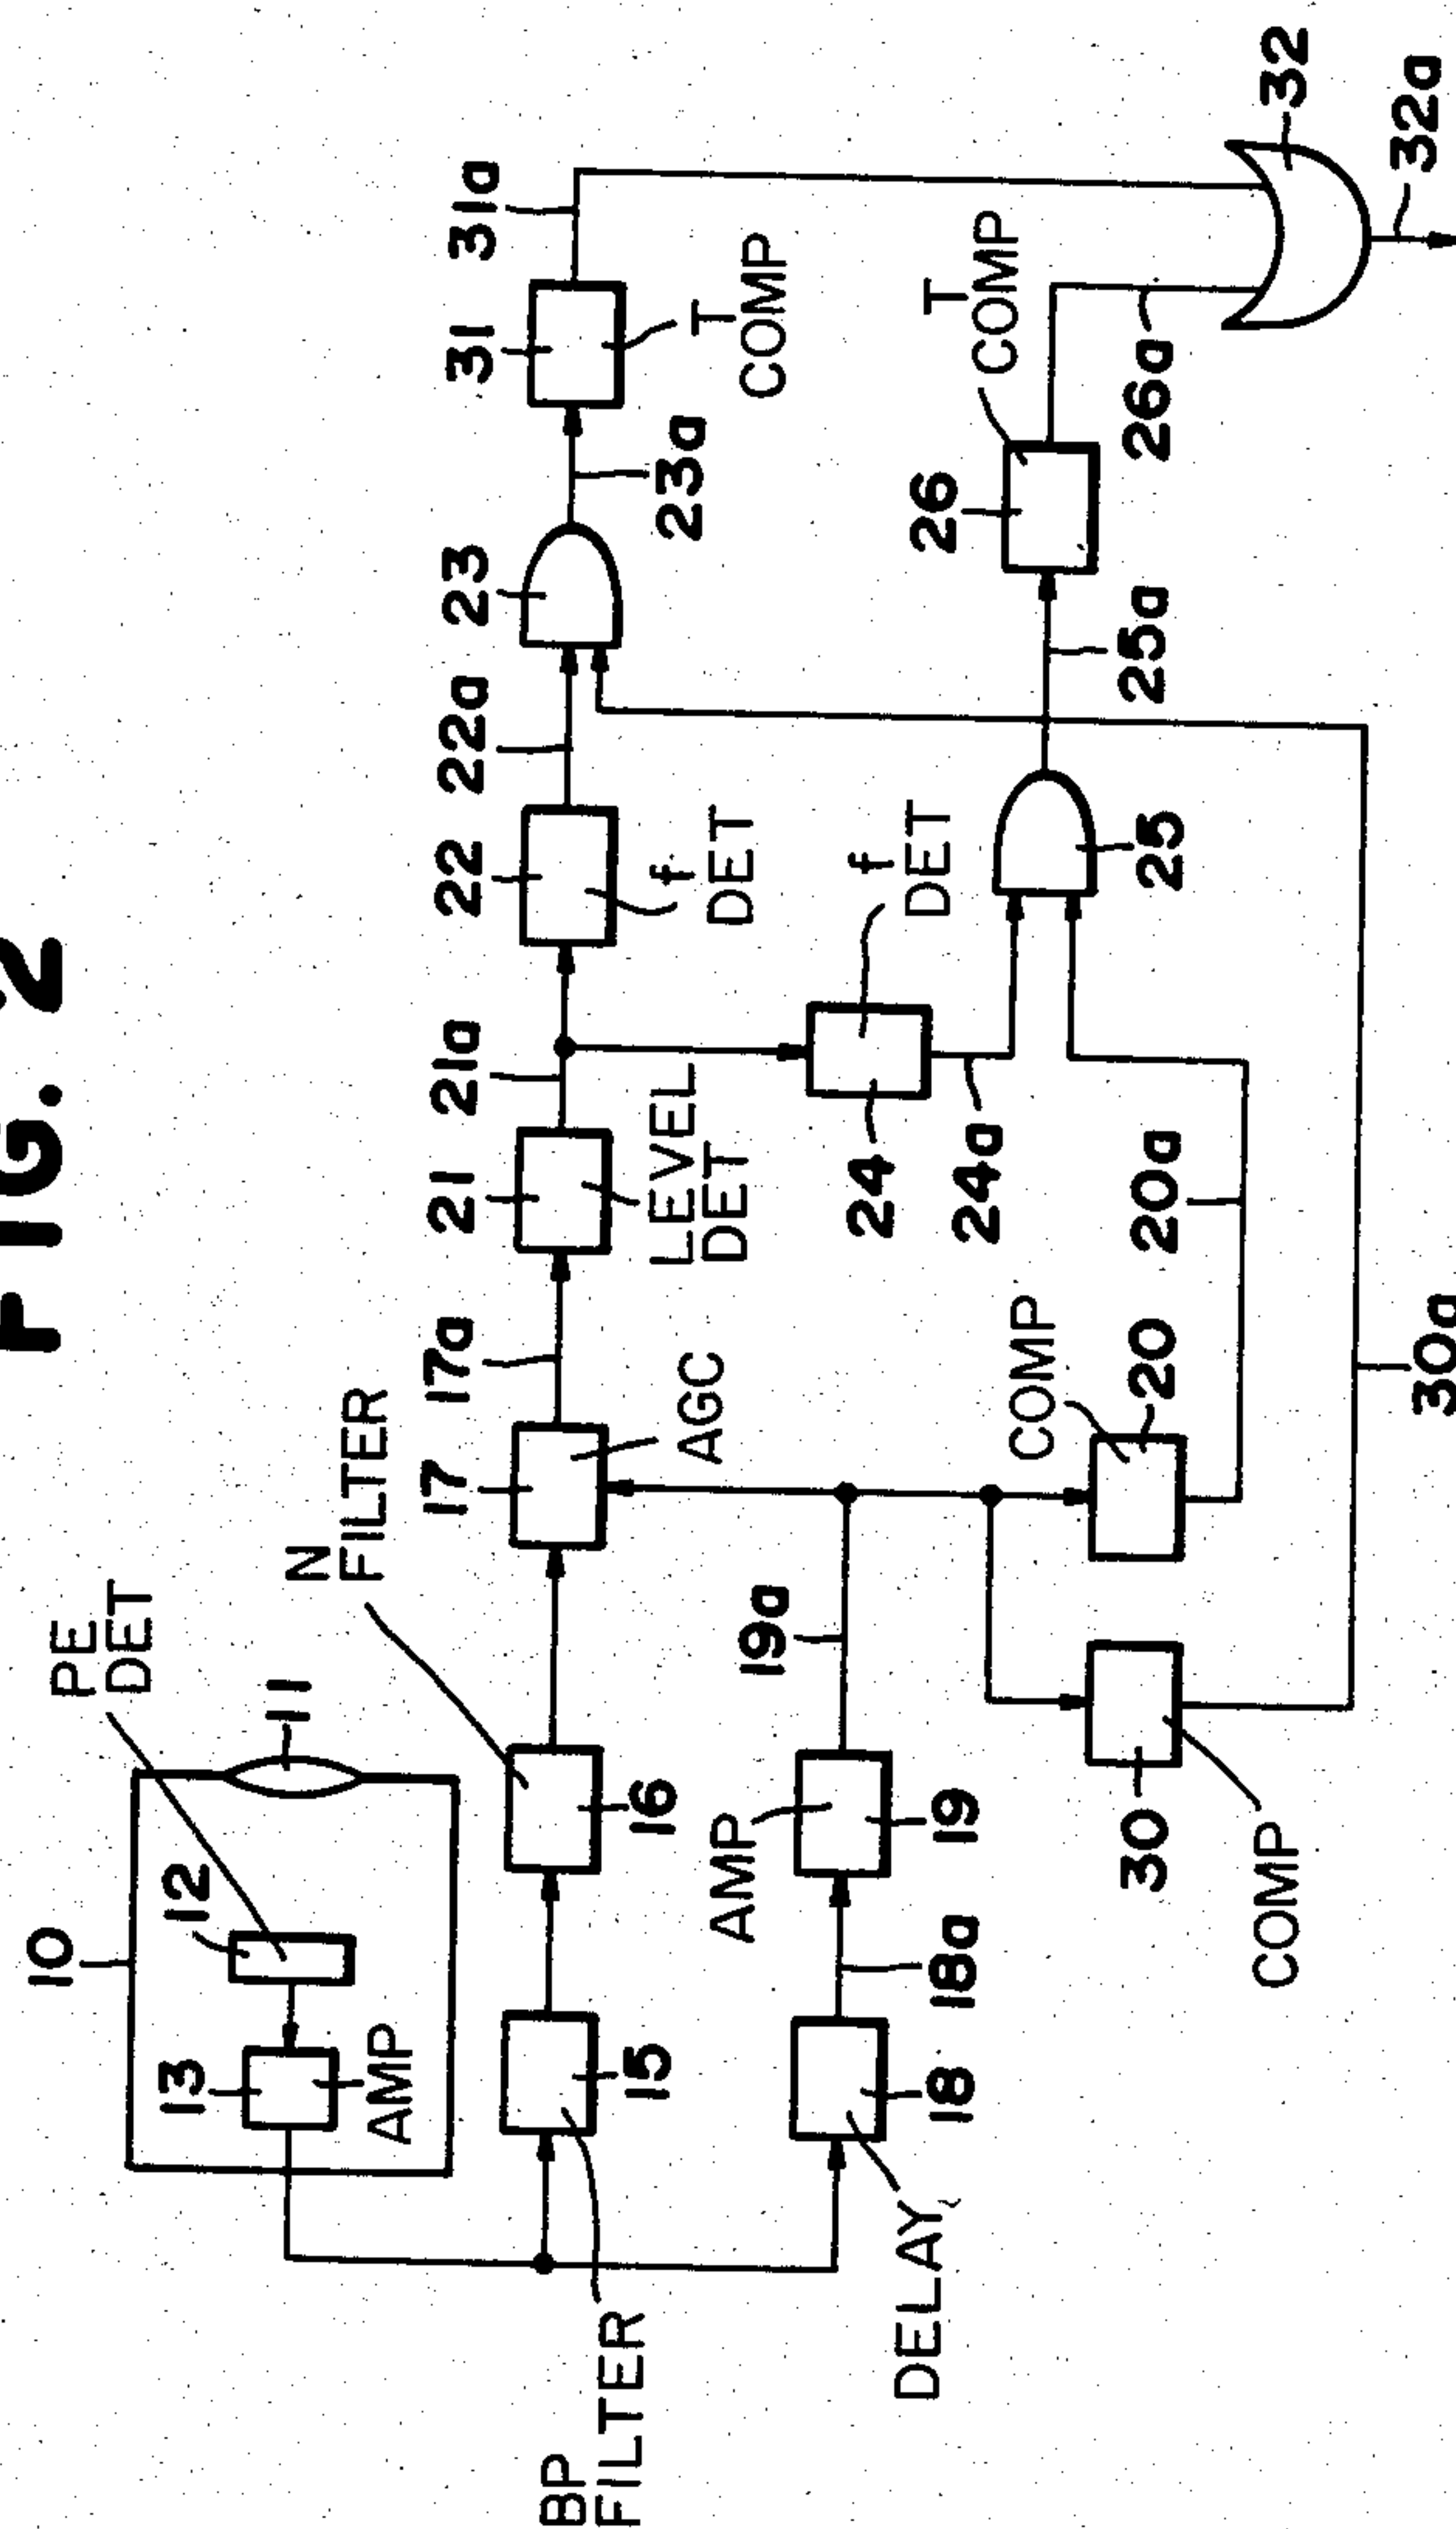 FIG. 2
10
PE
DET
12
13
AMP
11
N
FILTER
BP
FILTER
15
16
17
AGC
17a
21
LEVEL
DET
21a
22
f
DET
22a
23
23a
31
T
COMP
31a
DELAY
18
18a
AMP
19
19a
24
f
DET
24a
25
25a
26
T
COMP
26a
32
32a
COMP
20
20a
30
COMP
30a